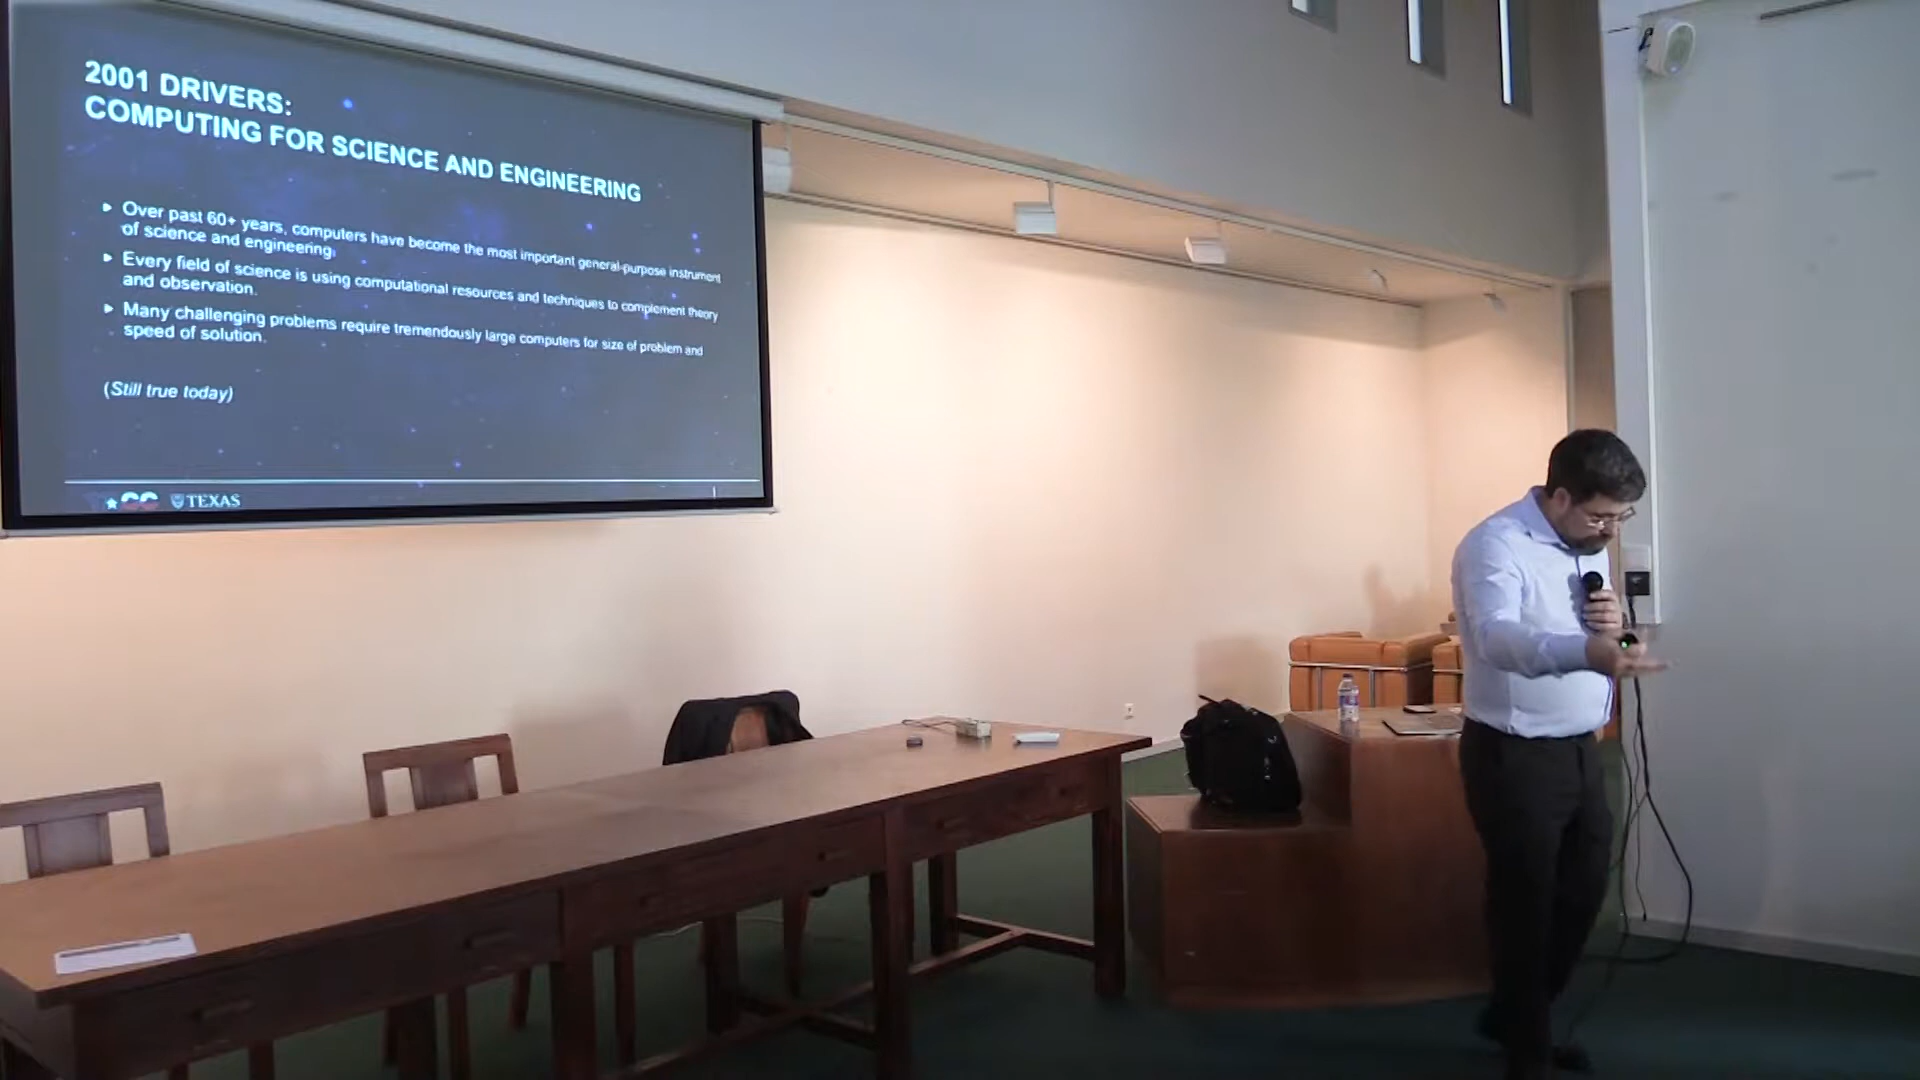 2001 DRIVERS:
COMPUTING FOR SCIENCE AND ENGINEERING
Over past 60+ years, computers have become the most important general-purpose instrument
of science and engineering.
Every field of science is using computational resources and techniques to complement theory
and observation.
Many challenging problems require tremendously large computers for size of problem and
speed of solution.
(Still true today)
TEXAS